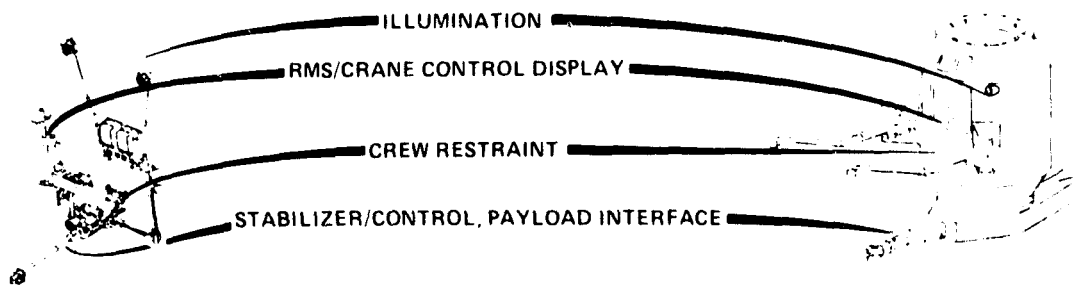 ILLUMINATION
RMS/CRANE CONTROL DISPLAY
CREW RESTRAINT
STABILIZER/CONTROL, PAYLOAD INTERFACE